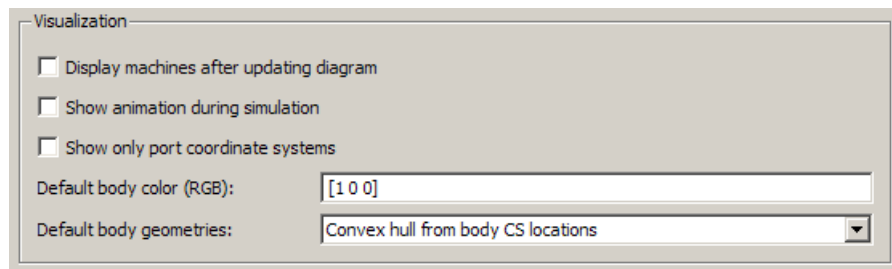 Visualization
Display machines after updating diagram
Show animation during simulation
Show only port coordinate systems
Default body color (RGB): [1 0 0]
Default body geometries: Convex hull from body CS locations